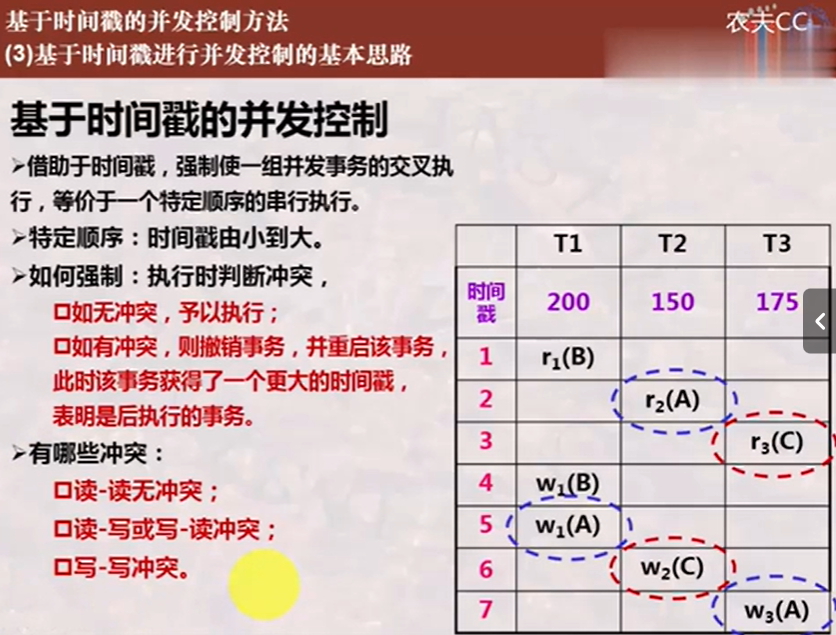 基于时间戳的并发控制方法
(3)基于时间戳进行并发控制的基本思路
农夫CC
基于时间戳的并发控制
➢借助于时间戳，强制使一组并发事务的交叉执
行，等价于一个特定顺序的串行执行。
➢特定顺序：时间戳由小到大。
➢如何强制：执行时判断冲突，
□如无冲突，予以执行；
□如有冲突，则撤销事务，并重启该事务，
此时该事务获得了一个更大的时间戳，
表明是后执行的事务。
➢有哪些冲突：
□读-读无冲突；
□读-写或写-读冲突；
□写-写冲突。
T1 T2 T3
时间
戳 200 150 175
1 r₁(B)
2 r₂(A)
3 r₃(C)
4 w₁(B)
5 w₁(A)
6 w₂(C)
7 w₃(A)